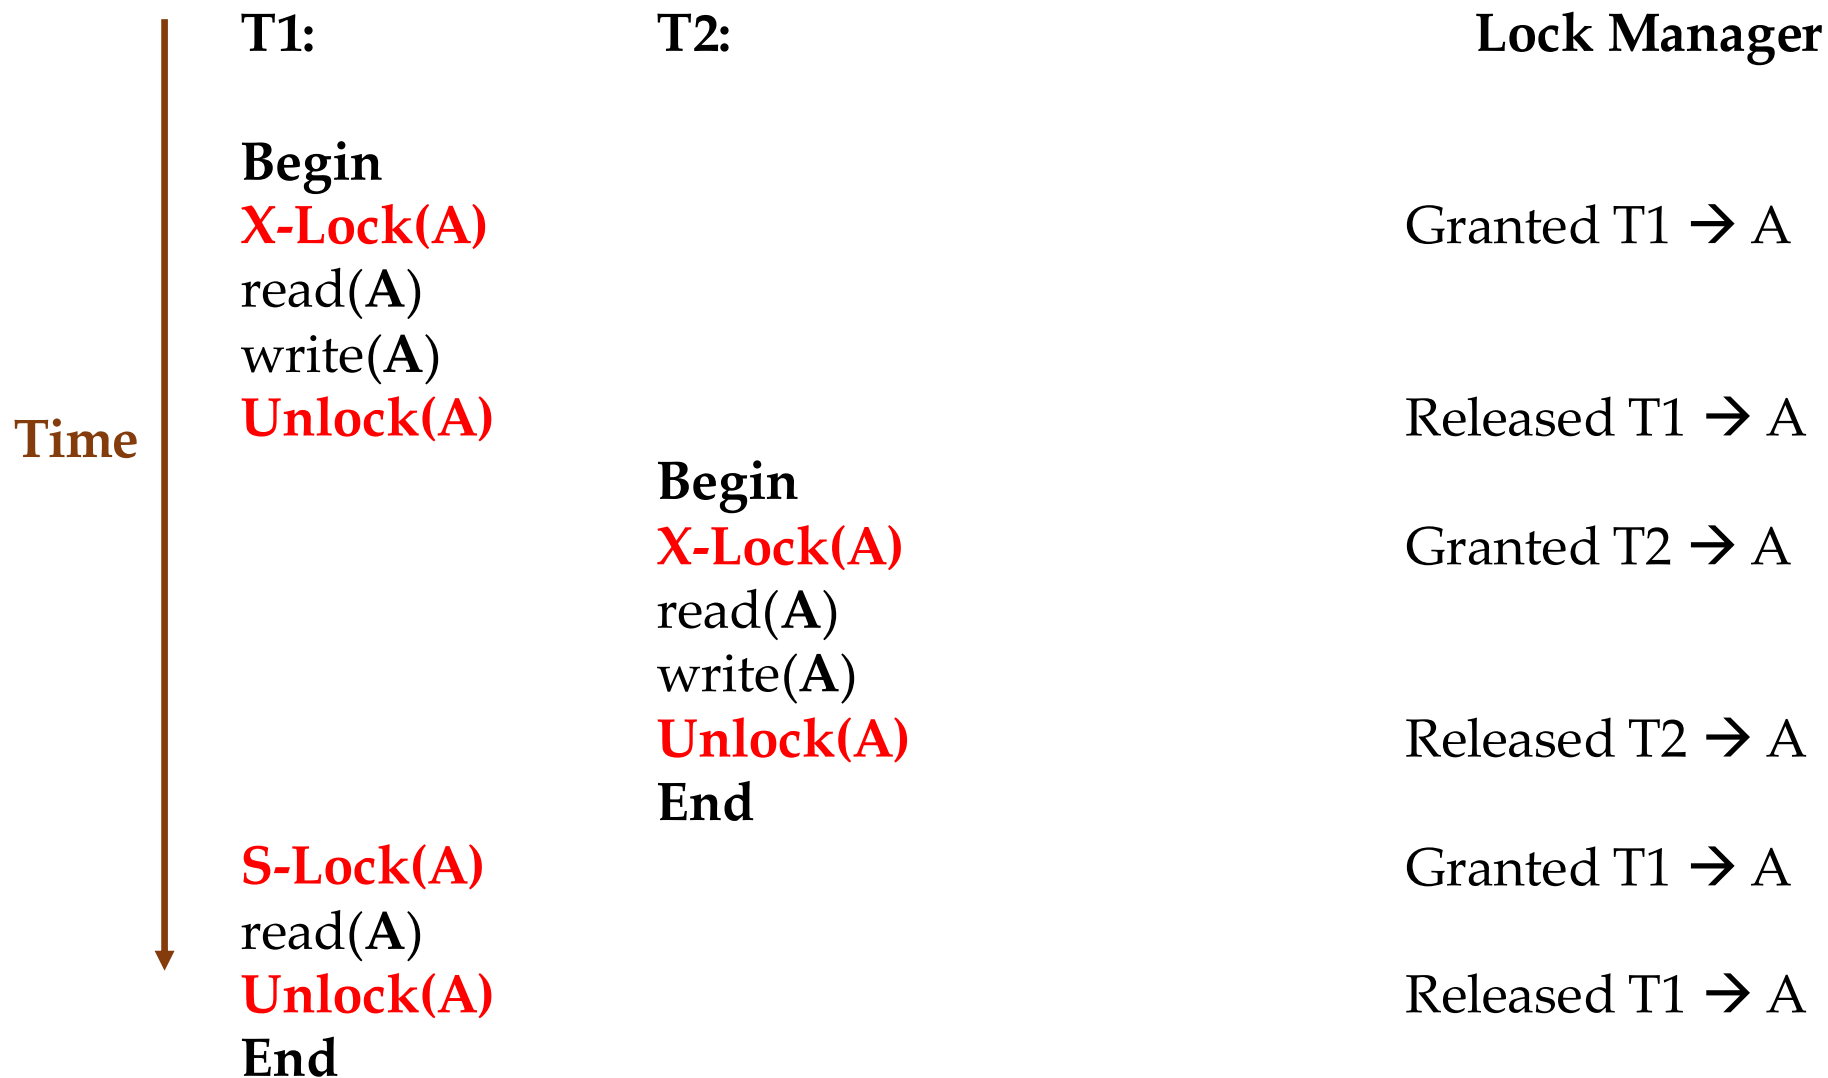 T1: T2: Lock Manager
Begin
X-Lock(A) Granted T1 → A
read(A)
write(A)
Unlock(A) Released T1 → A
Time
Begin
X-Lock(A) Granted T2 → A
read(A)
write(A)
Unlock(A) Released T2 → A
End
S-Lock(A) Granted T1 → A
read(A)
Unlock(A) Released T1 → A
End